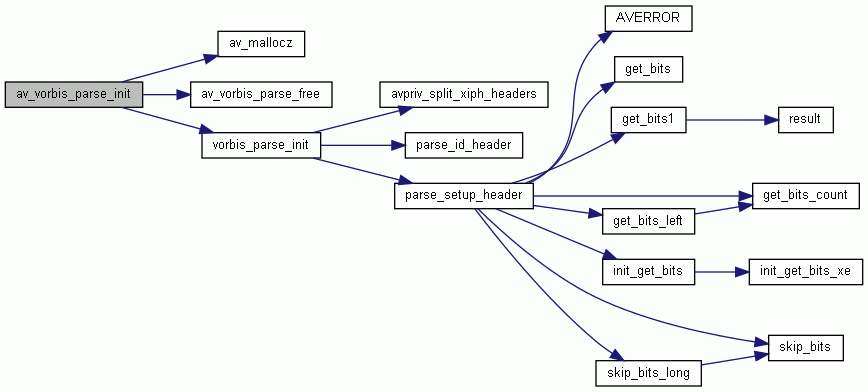 AVERROR
av_mallocz
get_bits
av_vorbis_parse_init
av_vorbis_parse_free
avpriv_split_xiph_headers
get_bits1
result
vorbis_parse_init
parse_id_header
parse_setup_header
get_bits_count
get_bits_left
init_get_bits
init_get_bits_xe
skip_bits
skip_bits_long